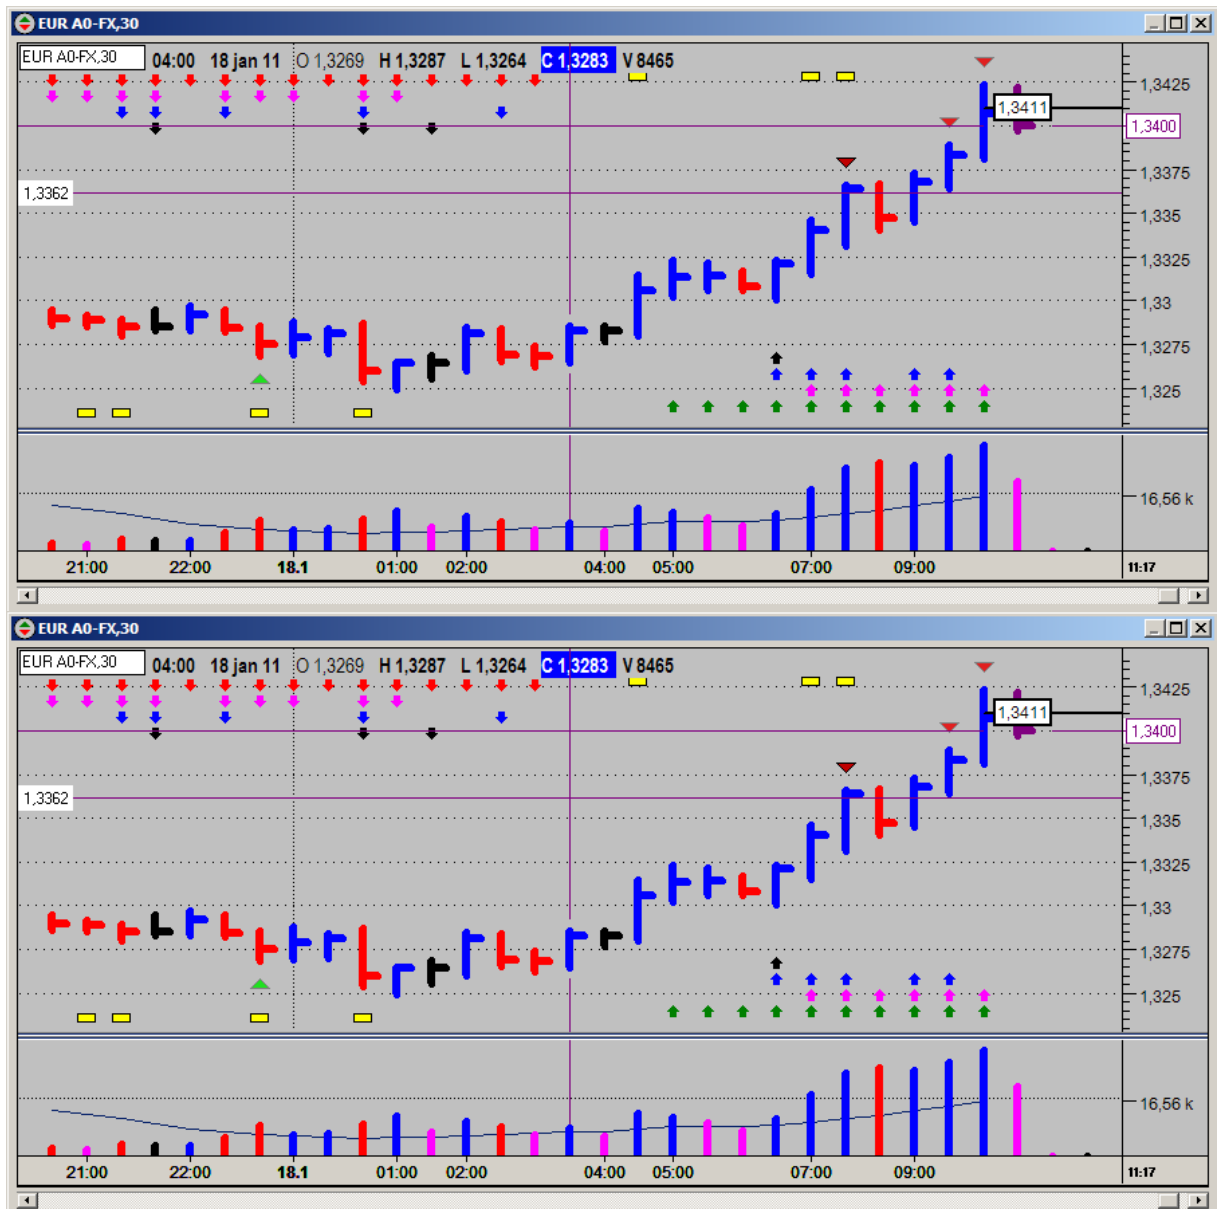 EUR A0-FX,30
EUR A0-FX,30 04:00 18 jan 11 O 1,3269 H 1,3287 L 1,3264 C 1,3283 V 8465
1,3425
1,3411
1,3400
1,3375
1,3362
1,335
1,3325
1,33
1,3275
1,325
16,56 k
21:00 22:00 18.1 01:00 02:00 04:00 05:00 07:00 09:00 11:17
EUR A0-FX,30
EUR A0-FX,30 04:00 18 jan 11 O 1,3269 H 1,3287 L 1,3264 C 1,3283 V 8465
1,3425
1,3411
1,3400
1,3375
1,3362
1,335
1,3325
1,33
1,3275
1,325
16,56 k
21:00 22:00 18.1 01:00 02:00 04:00 05:00 07:00 09:00 11:17